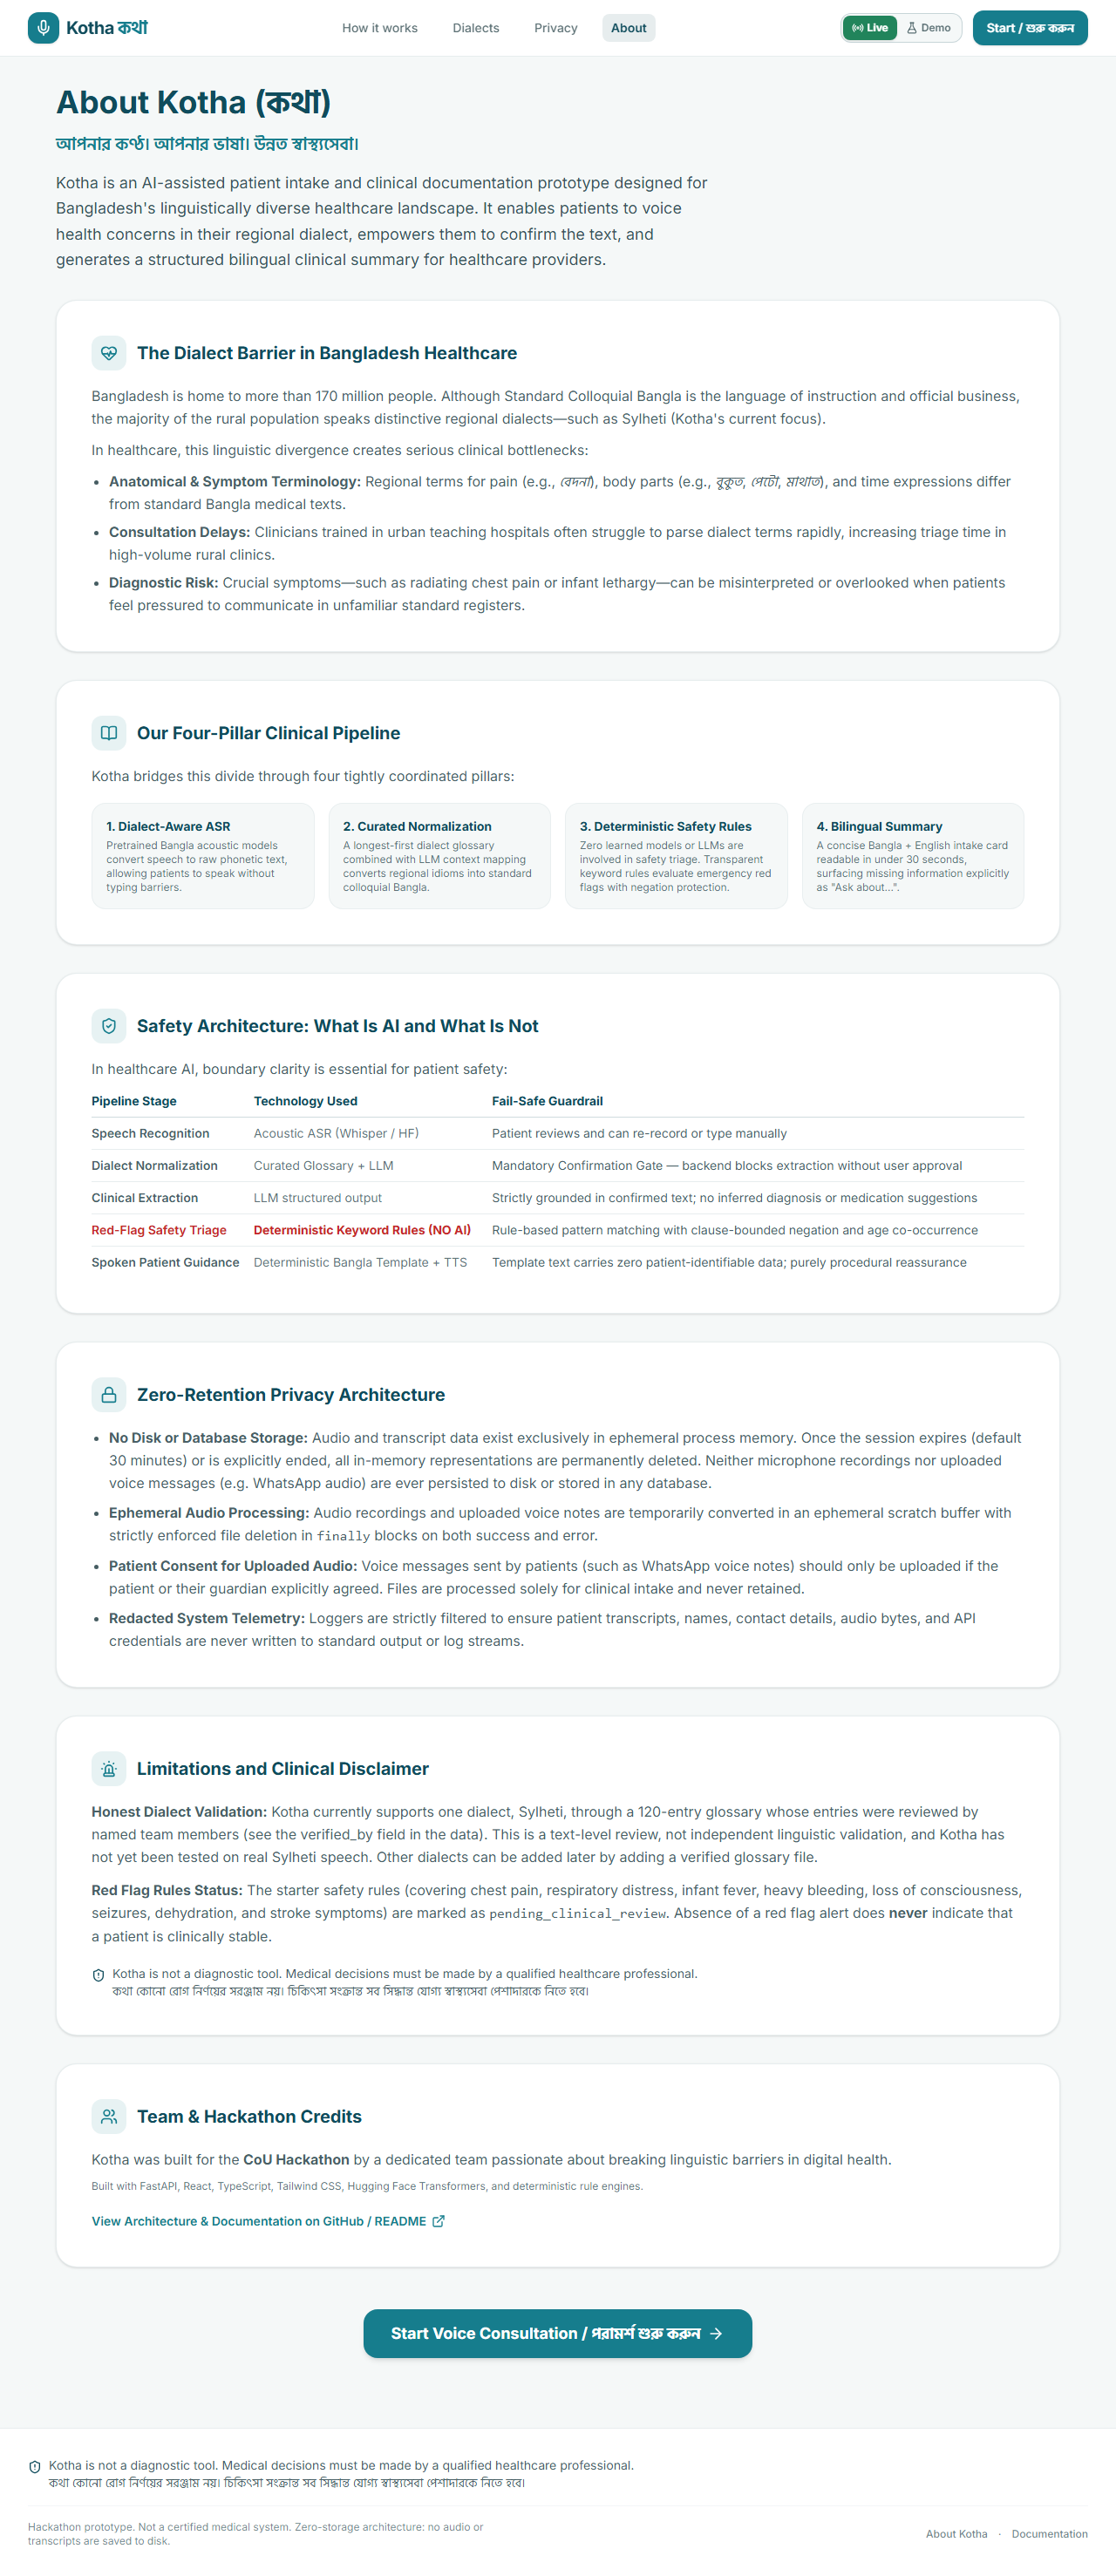 Kotha কথা
How it works
Dialects
Privacy
About
Live
Demo
Start / শুরু করুন
About Kotha (কথা)
আপনার কণ্ঠ। আপনার ভাষা। উন্নত স্বাস্থ্যসেবা।
Kotha is an AI-assisted patient intake and clinical documentation prototype designed for
Bangladesh's linguistically diverse healthcare landscape. It enables patients to voice
health concerns in their regional dialect, empowers them to confirm the text, and
generates a structured bilingual clinical summary for healthcare providers.
The Dialect Barrier in Bangladesh Healthcare
Bangladesh is home to more than 170 million people. Although Standard Colloquial Bangla is the language of instruction and official business,
the majority of the rural population speaks distinctive regional dialects—such as Sylheti (Kotha's current focus).
In healthcare, this linguistic divergence creates serious clinical bottlenecks:
• Anatomical & Symptom Terminology: Regional terms for pain (e.g., বেদনা), body parts (e.g., বুকুত, পেটো, মাথাত), and time expressions differ
from standard Bangla medical texts.
• Consultation Delays: Clinicians trained in urban teaching hospitals often struggle to parse dialect terms rapidly, increasing triage time in
high-volume rural clinics.
• Diagnostic Risk: Crucial symptoms—such as radiating chest pain or infant lethargy—can be misinterpreted or overlooked when patients
feel pressured to communicate in unfamiliar standard registers.
Our Four-Pillar Clinical Pipeline
Kotha bridges this divide through four tightly coordinated pillars:
1. Dialect-Aware ASR
Pretrained Bangla acoustic models
convert speech to raw phonetic text,
allowing patients to speak without
typing barriers.
2. Curated Normalization
A longest-first dialect glossary
combined with LLM context mapping
converts regional idioms into standard
colloquial Bangla.
3. Deterministic Safety Rules
Zero learned models or LLMs are
involved in safety triage. Transparent
keyword rules evaluate emergency red
flags with negation protection.
4. Bilingual Summary
A concise Bangla + English intake card
readable in under 30 seconds,
surfacing missing information explicitly
as "Ask about...".
Safety Architecture: What Is AI and What Is Not
In healthcare AI, boundary clarity is essential for patient safety:
Pipeline Stage Technology Used Fail-Safe Guardrail
Speech Recognition Acoustic ASR (Whisper / HF) Patient reviews and can re-record or type manually
Dialect Normalization Curated Glossary + LLM Mandatory Confirmation Gate — backend blocks extraction without user approval
Clinical Extraction LLM structured output Strictly grounded in confirmed text; no inferred diagnosis or medication suggestions
Red-Flag Safety Triage Deterministic Keyword Rules (NO AI) Rule-based pattern matching with clause-bounded negation and age co-occurrence
Spoken Patient Guidance Deterministic Bangla Template + TTS Template text carries zero patient-identifiable data; purely procedural reassurance
Zero-Retention Privacy Architecture
• No Disk or Database Storage: Audio and transcript data exist exclusively in ephemeral process memory. Once the session expires (default
30 minutes) or is explicitly ended, all in-memory representations are permanently deleted. Neither microphone recordings nor uploaded
voice messages (e.g. WhatsApp audio) are ever persisted to disk or stored in any database.
• Ephemeral Audio Processing: Audio recordings and uploaded voice notes are temporarily converted in an ephemeral scratch buffer with
strictly enforced file deletion in finally blocks on both success and error.
• Patient Consent for Uploaded Audio: Voice messages sent by patients (such as WhatsApp voice notes) should only be uploaded if the
patient or their guardian explicitly agreed. Files are processed solely for clinical intake and never retained.
• Redacted System Telemetry: Loggers are strictly filtered to ensure patient transcripts, names, contact details, audio bytes, and API
credentials are never written to standard output or log streams.
Limitations and Clinical Disclaimer
Honest Dialect Validation: Kotha currently supports one dialect, Sylheti, through a 120-entry glossary whose entries were reviewed by
named team members (see the verified_by field in the data). This is a text-level review, not independent linguistic validation, and Kotha has
not yet been tested on real Sylheti speech. Other dialects can be added later by adding a verified glossary file.
Red Flag Rules Status: The starter safety rules (covering chest pain, respiratory distress, infant fever, heavy bleeding, loss of consciousness,
seizures, dehydration, and stroke symptoms) are marked as pending_clinical_review. Absence of a red flag alert does never indicate that
a patient is clinically stable.
Kotha is not a diagnostic tool. Medical decisions must be made by a qualified healthcare professional.
কথা কোনো রোগ নির্ণয়ের সরঞ্জাম নয়। চিকিৎসা সংক্রান্ত সব সিদ্ধান্ত যোগ্য স্বাস্থ্যসেবা পেশাদারকে নিতে হবে।
Team & Hackathon Credits
Kotha was built for the CoU Hackathon by a dedicated team passionate about breaking linguistic barriers in digital health.
Built with FastAPI, React, TypeScript, Tailwind CSS, Hugging Face Transformers, and deterministic rule engines.
View Architecture & Documentation on GitHub / README
Start Voice Consultation / পরামর্শ শুরু করুন →
Kotha is not a diagnostic tool. Medical decisions must be made by a qualified healthcare professional.
কথা কোনো রোগ নির্ণয়ের সরঞ্জাম নয়। চিকিৎসা সংক্রান্ত সব সিদ্ধান্ত যোগ্য স্বাস্থ্যসেবা পেশাদারকে নিতে হবে।
Hackathon prototype. Not a certified medical system. Zero-storage architecture: no audio or
transcripts are saved to disk.
About Kotha · Documentation